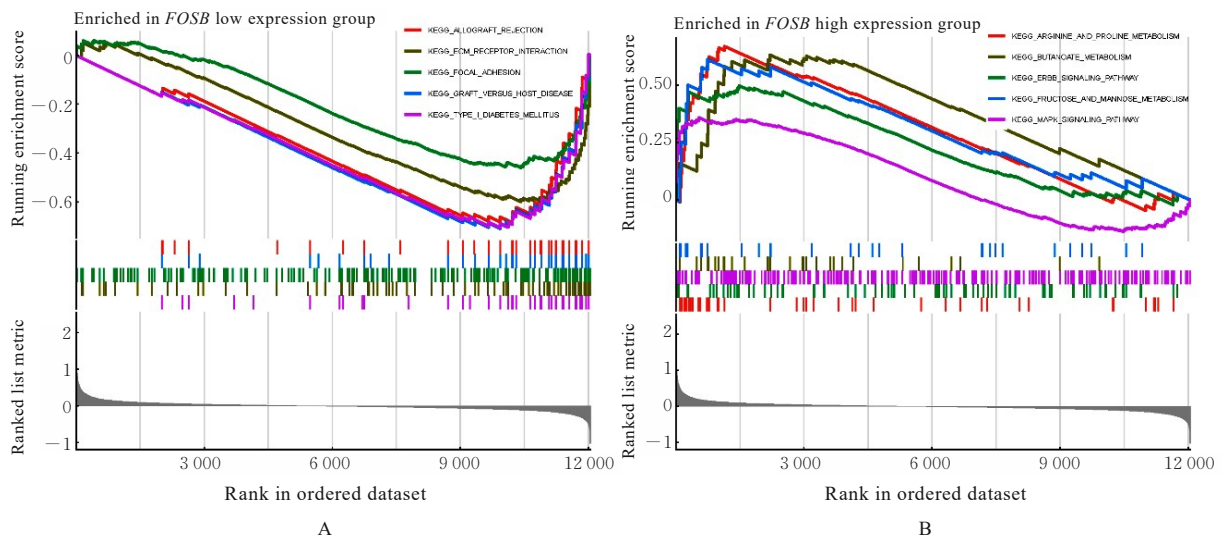 Enriched in FOSB low expression group
Running enrichment score
0
−0.2
−0.4
−0.6
KEGG_ALLOGRAFT_REJECTION
KEGG_ECM_RECEPTOR_INTERACTION
KEGG_FOCAL_ADHESION
KEGG_GRAFT_VERSUS_HOST_DISEASE
KEGG_TYPE_I_DIABETES_MELLITUS
Ranked list metric
2
1
0
−1
3 000
6 000
9 000
12 000
Rank in ordered dataset
A
Enriched in FOSB high expression group
Running enrichment score
0.50
0.25
0
KEGG_ARGININE_AND_PROLINE_METABOLISM
KEGG_BUTANOATE_METABOLISM
KEGG_ERBB_SIGNALING_PATHWAY
KEGG_FRUCTOSE_AND_MANNOSE_METABOLISM
KEGG_MAPK_SIGNALING_PATHWAY
Ranked list metric
2
1
0
−1
3 000
6 000
9 000
12 000
Rank in ordered dataset
B